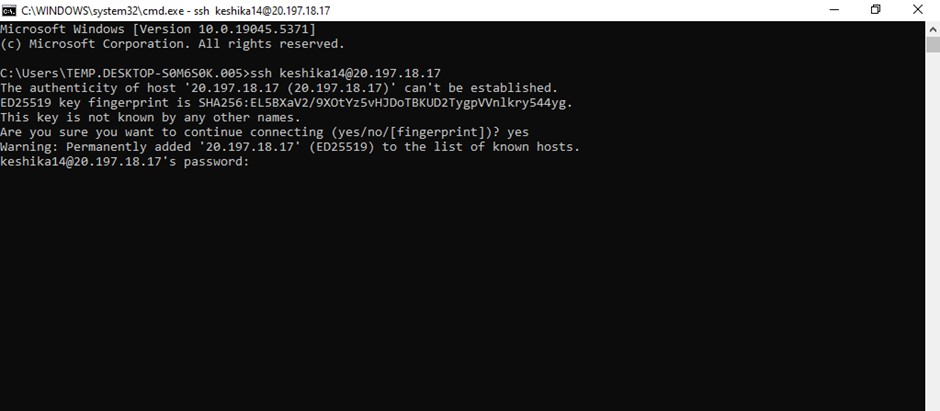 C:\WINDOWS\system32\cmd.exe - ssh keshika14@20.197.18.17
Microsoft Windows [Version 10.0.19045.5371]
(c) Microsoft Corporation. All rights reserved.
C:\Users\TEMP.DESKTOP-S0M6S0K.005>ssh keshika14@20.197.18.17
The authenticity of host '20.197.18.17 (20.197.18.17)' can't be established.
ED25519 key fingerprint is SHA256:EL5BXaV2/9XOtYz5vHJDoTBKUD2TygpVVnlkry544yg.
This key is not known by any other names.
Are you sure you want to continue connecting (yes/no/[fingerprint])? yes
Warning: Permanently added '20.197.18.17' (ED25519) to the list of known hosts.
keshika14@20.197.18.17's password: